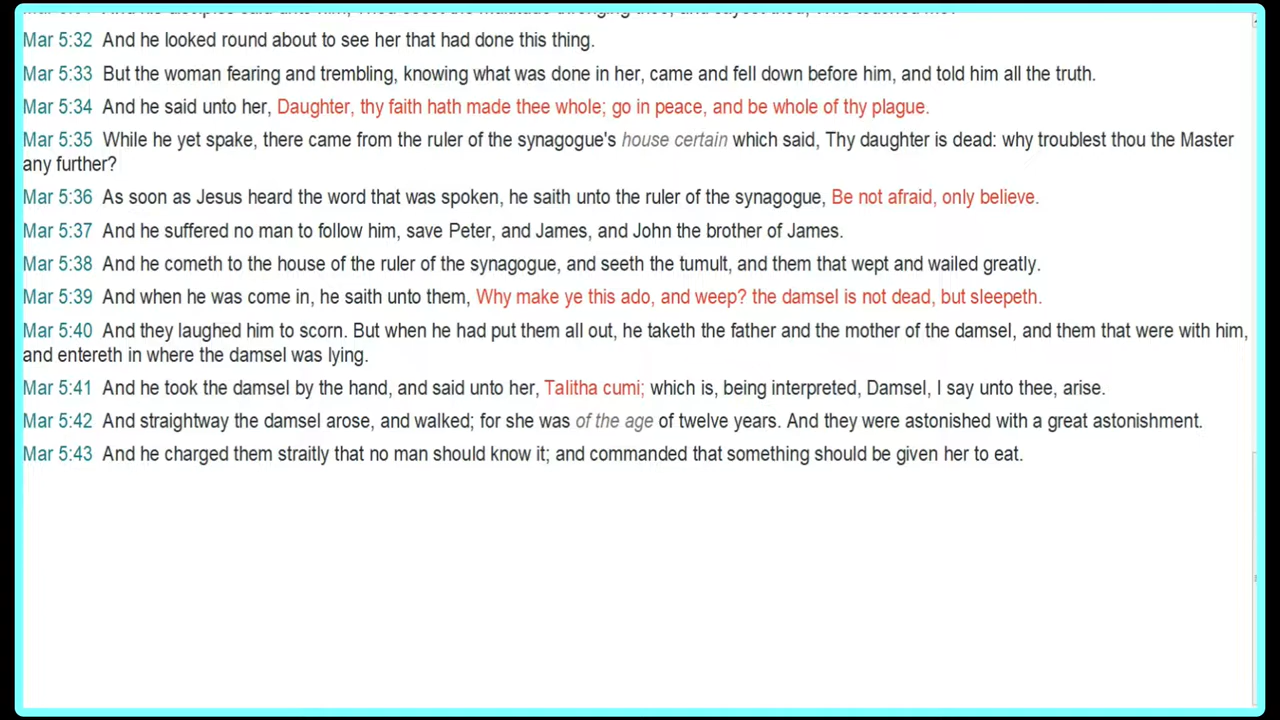 Mar 5:32 And he looked round about to see her that had done this thing.
Mar 5:33 But the woman fearing and trembling, knowing what was done in her, came and fell down before him, and told him all the truth.
Mar 5:34 And he said unto her, Daughter, thy faith hath made thee whole; go in peace, and be whole of thy plague.
Mar 5:35 While he yet spake, there came from the ruler of the synagogue's house certain which said, Thy daughter is dead: why troublest thou the Master
any further?
Mar 5:36 As soon as Jesus heard the word that was spoken, he saith unto the ruler of the synagogue, Be not afraid, only believe.
Mar 5:37 And he suffered no man to follow him, save Peter, and James, and John the brother of James.
Mar 5:38 And he cometh to the house of the ruler of the synagogue, and seeth the tumult, and them that wept and wailed greatly.
Mar 5:39 And when he was come in, he saith unto them, Why make ye this ado, and weep? the damsel is not dead, but sleepeth.
Mar 5:40 And they laughed him to scorn. But when he had put them all out, he taketh the father and the mother of the damsel, and them that were with him,
and entereth in where the damsel was lying.
Mar 5:41 And he took the damsel by the hand, and said unto her, Talitha cumi; which is, being interpreted, Damsel, I say unto thee, arise.
Mar 5:42 And straightway the damsel arose, and walked; for she was of the age of twelve years. And they were astonished with a great astonishment.
Mar 5:43 And he charged them straitly that no man should know it; and commanded that something should be given her to eat.